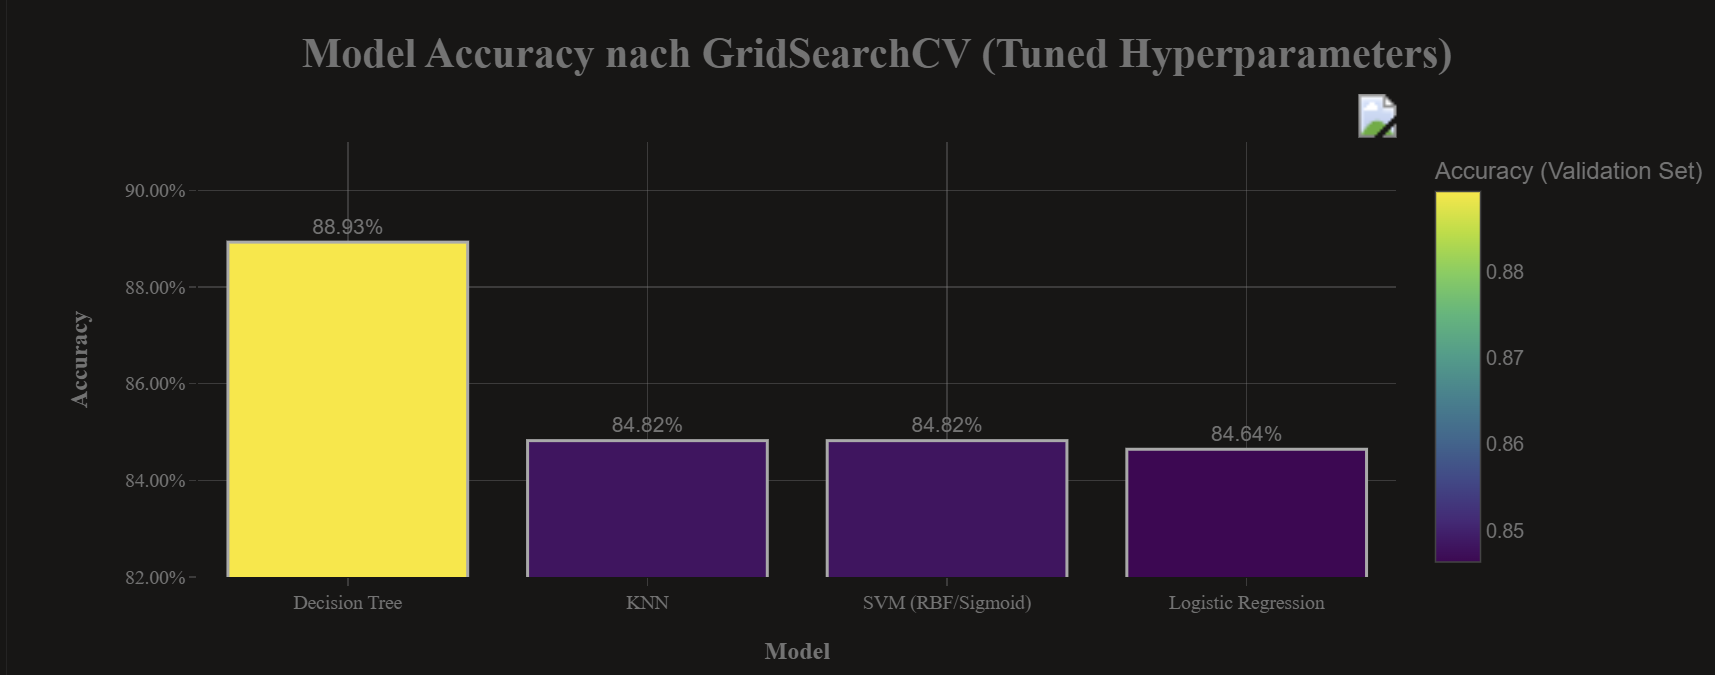 Model Accuracy nach GridSearchCV (Tuned Hyperparameters)
Accuracy (Validation Set)
90.00%
88.93%
88.00%
0.88
Accuracy
0.87
86.00%
84.82%
84.82%
84.64%
0.86
84.00%
0.85
82.00%
Decision Tree
KNN
SVM (RBF/Sigmoid)
Logistic Regression
Model